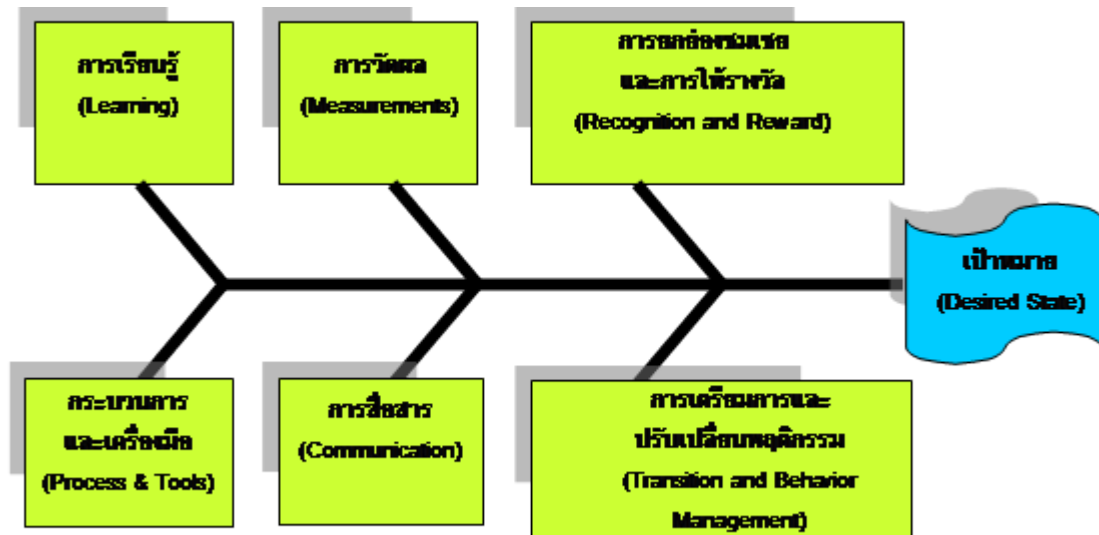 การเรียนรู้
(Learning)
การวัดผล
(Measurements)
การยกย่องชมเชย
และการให้รางวัล
(Recognition and Reward)
เป้าหมาย
(Desired State)
กระบวนการ
และเครื่องมือ
(Process & Tools)
การสื่อสาร
(Communication)
การเตรียมการและ
ปรับเปลี่ยนพฤติกรรม
(Transition and Behavior
Management)